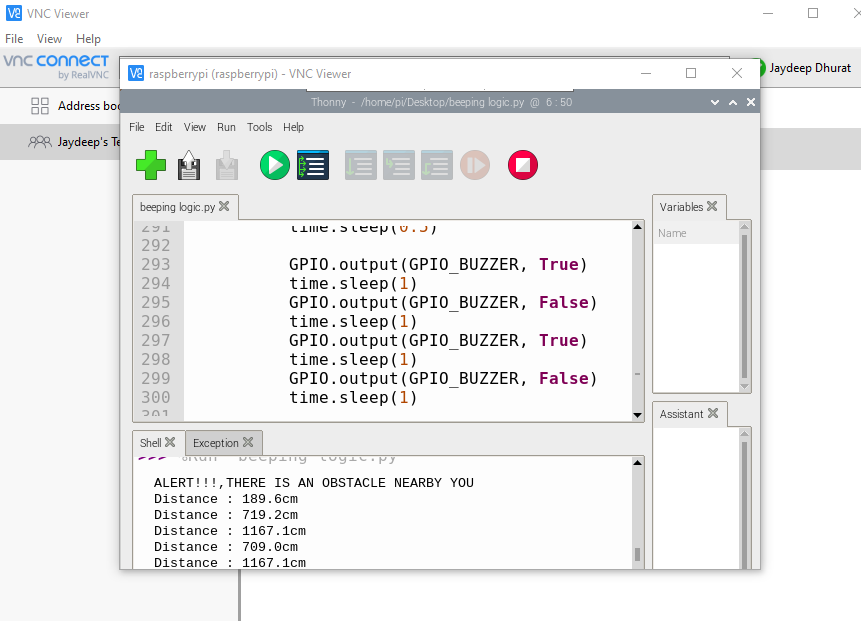 VNC Viewer
File View Help
vnc connect
by RealVNC
Jaydeep Dhurat
Address boo
Jaydeep's Te
raspberrypi (raspberrypi) - VNC Viewer
Thonny - /home/pi/Desktop/beeping logic.py @ 6 : 50
File Edit View Run Tools Help
beeping logic.py
291 time.sleep(0.5)
292
293 GPIO.output(GPIO_BUZZER, True)
294 time.sleep(1)
295 GPIO.output(GPIO_BUZZER, False)
296 time.sleep(1)
297 GPIO.output(GPIO_BUZZER, True)
298 time.sleep(1)
299 GPIO.output(GPIO_BUZZER, False)
300 time.sleep(1)
301
Variables
Name
Assistant
Shell Exception
>>> %Run 'beeping logic.py'
ALERT!!!,THERE IS AN OBSTACLE NEARBY YOU
Distance : 189.6cm
Distance : 719.2cm
Distance : 1167.1cm
Distance : 709.0cm
Distance : 1167.1cm